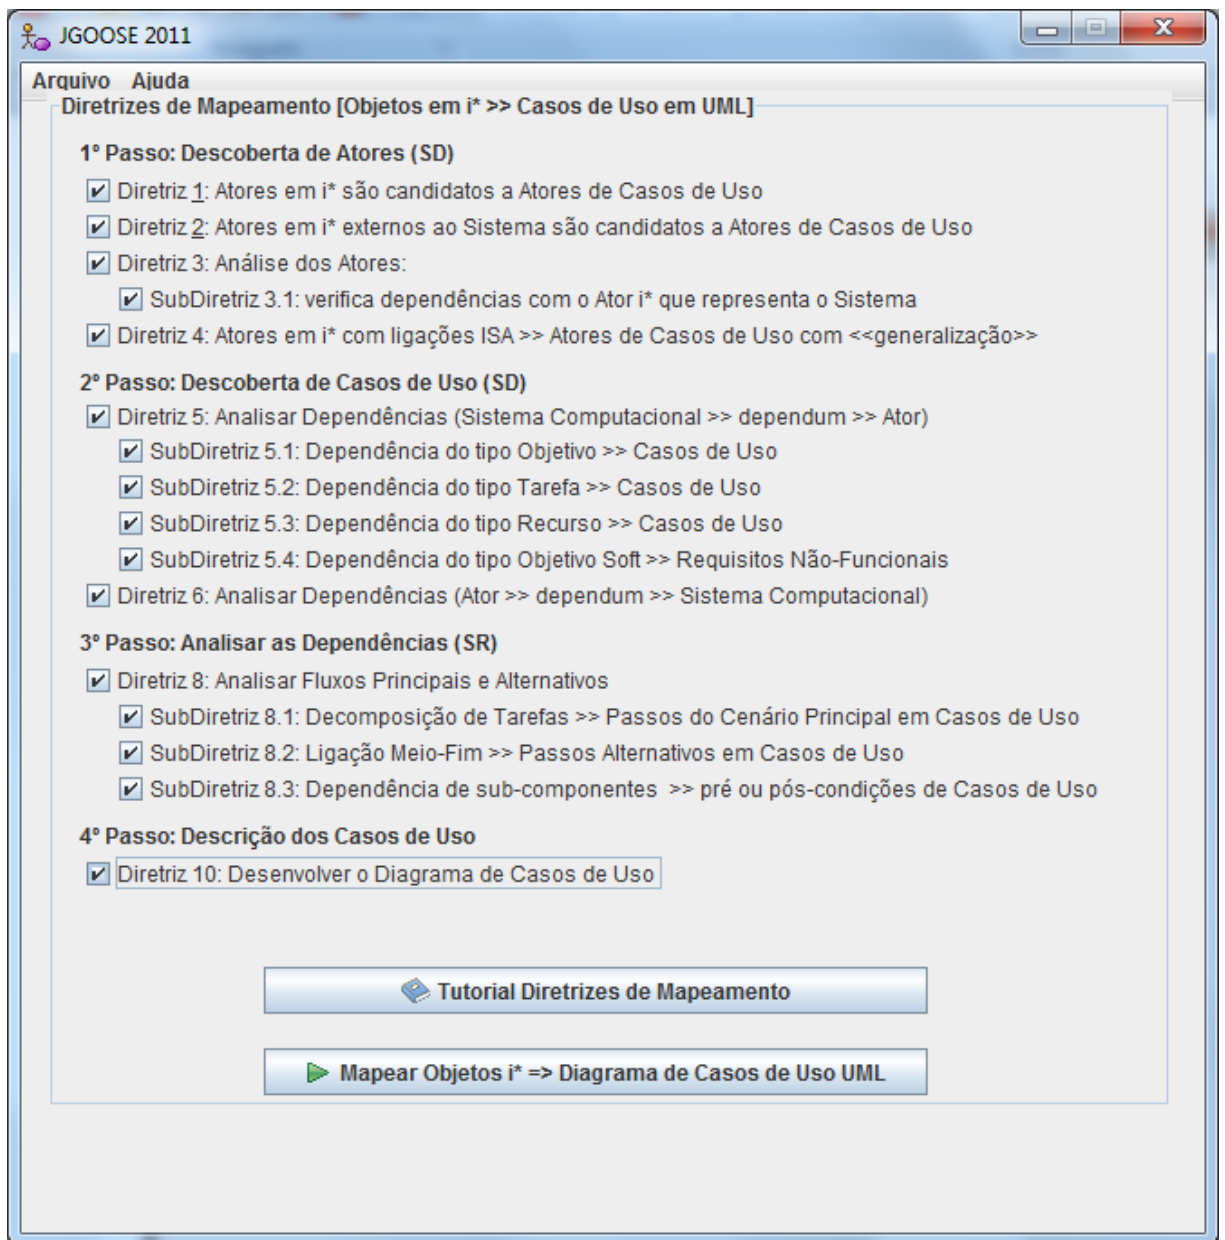 JGOOSE 2011
Arquivo Ajuda
Diretrizes de Mapeamento [Objetos em i* >> Casos de Uso em UML]
1º Passo: Descoberta de Atores (SD)
Diretriz 1: Atores em i* são candidatos a Atores de Casos de Uso
Diretriz 2: Atores em i* externos ao Sistema são candidatos a Atores de Casos de Uso
Diretriz 3: Análise dos Atores:
SubDiretriz 3.1: verifica dependências com o Ator i* que representa o Sistema
Diretriz 4: Atores em i* com ligações ISA >> Atores de Casos de Uso com <<generalização>>
2º Passo: Descoberta de Casos de Uso (SD)
Diretriz 5: Analisar Dependências (Sistema Computacional >> dependum >> Ator)
SubDiretriz 5.1: Dependência do tipo Objetivo >> Casos de Uso
SubDiretriz 5.2: Dependência do tipo Tarefa >> Casos de Uso
SubDiretriz 5.3: Dependência do tipo Recurso >> Casos de Uso
SubDiretriz 5.4: Dependência do tipo Objetivo Soft >> Requisitos Não-Funcionais
Diretriz 6: Analisar Dependências (Ator >> dependum >> Sistema Computacional)
3º Passo: Analisar as Dependências (SR)
Diretriz 8: Analisar Fluxos Principais e Alternativos
SubDiretriz 8.1: Decomposição de Tarefas >> Passos do Cenário Principal em Casos de Uso
SubDiretriz 8.2: Ligação Meio-Fim >> Passos Alternativos em Casos de Uso
SubDiretriz 8.3: Dependência de sub-componentes >> pré ou pós-condições de Casos de Uso
4º Passo: Descrição dos Casos de Uso
Diretriz 10: Desenvolver o Diagrama de Casos de Uso
Tutorial Diretrizes de Mapeamento
Mapear Objetos i* => Diagrama de Casos de Uso UML